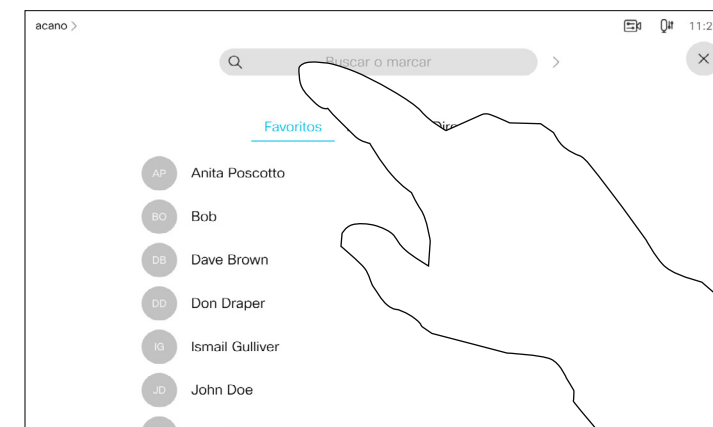 acano >
11:2
Buscar o marcar
Favoritos
AP Anita Poscotto
BO Bob
DB Dave Brown
DD Don Draper
IG Ismail Gulliver
JD John Doe